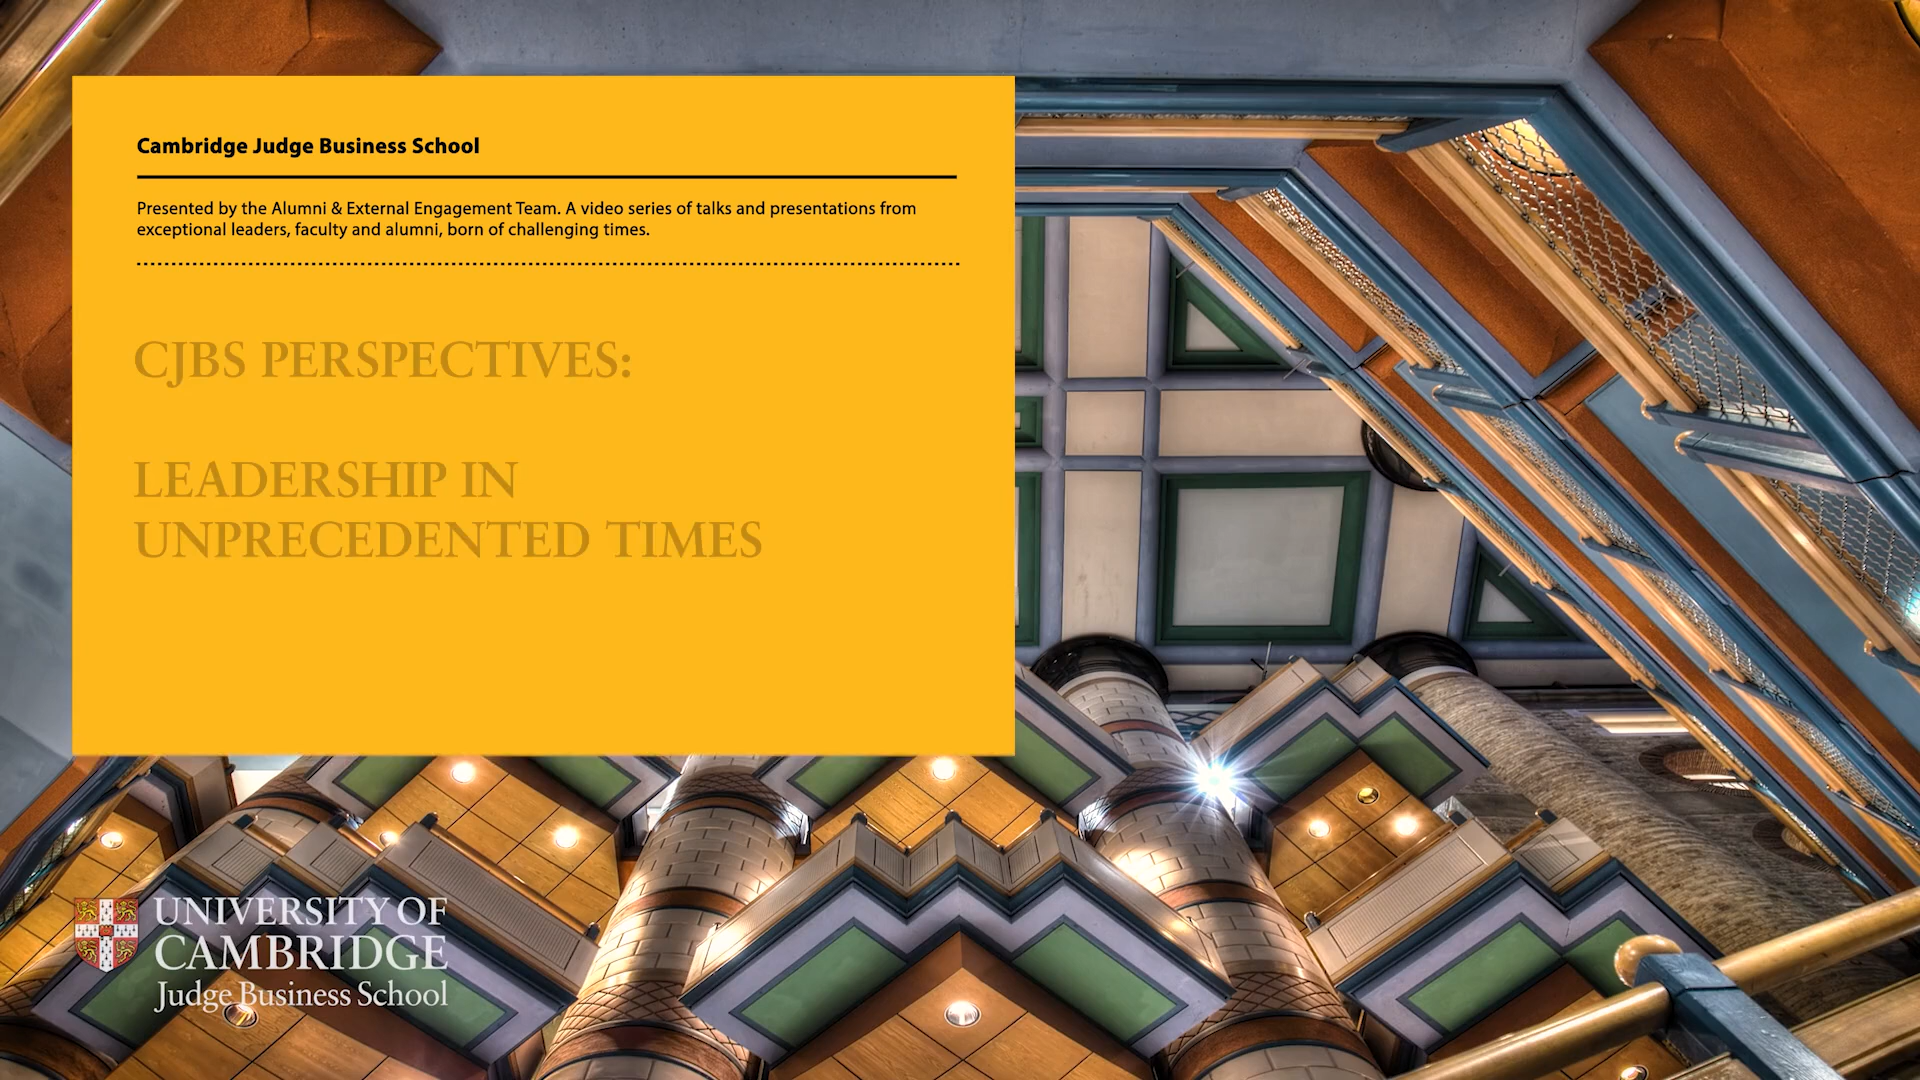 Cambridge Judge Business School
Presented by the Alumni & External Engagement Team. A video series of talks and presentations from
exceptional leaders, faculty and alumni, born of challenging times.
CJBS PERSPECTIVES:
LEADERSHIP IN
UNPRECEDENTED TIMES
UNIVERSITY OF
CAMBRIDGE
Judge Business School